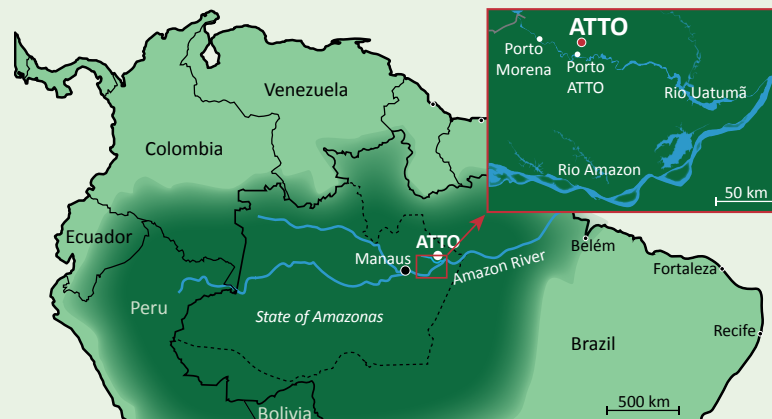 ATTO
Porto
Morena
Porto
ATTO
Rio Uatumã
Rio Amazon
50 km
Venezuela
Colombia
Ecuador
ATTO
Manaus
Amazon River
Belém
Fortaleza
Peru
State of Amazonas
Recife
Brazil
Bolivia
500 km